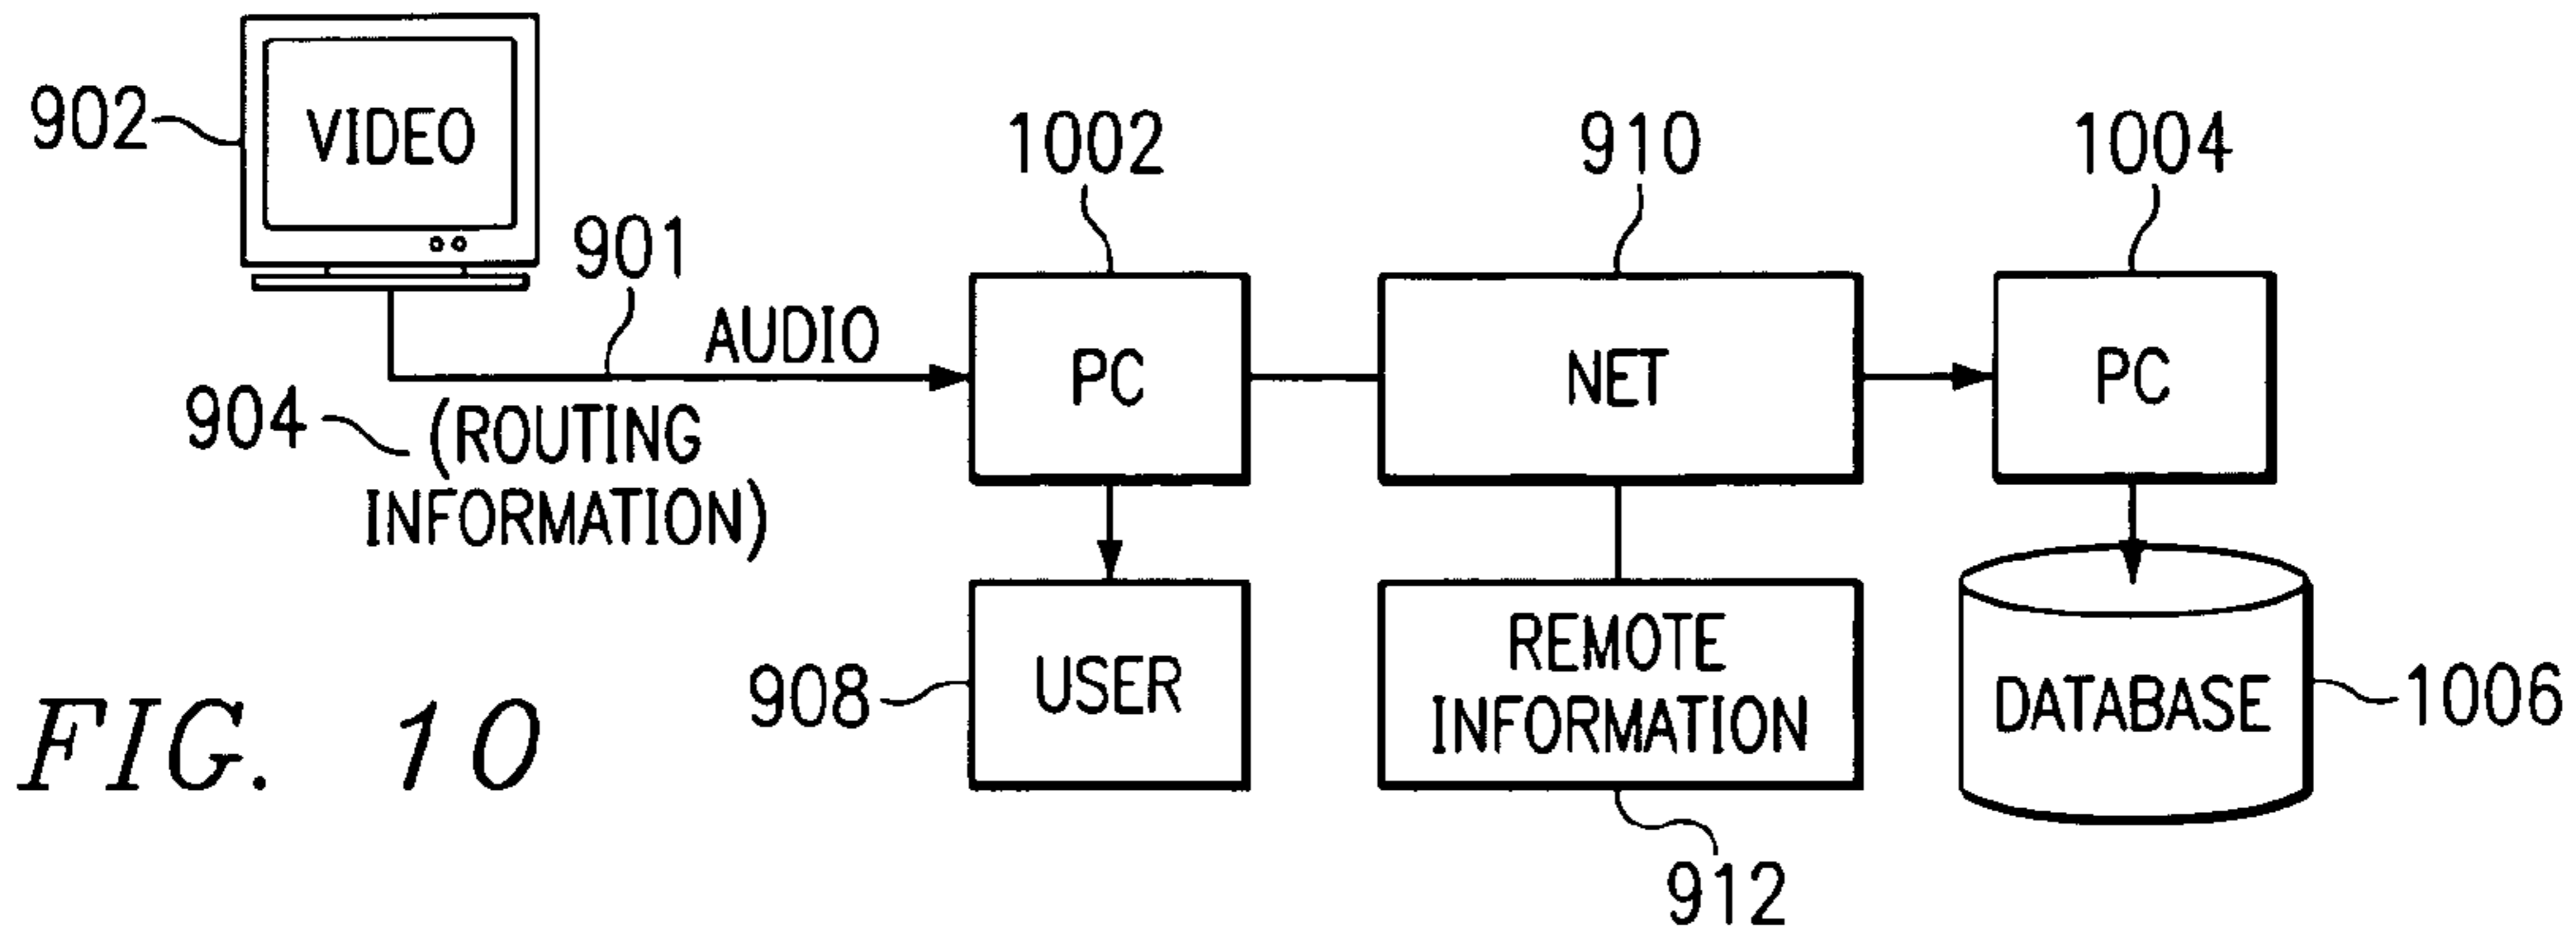 902
VIDEO
1002
910
1004
901
AUDIO
PC
NET
PC
904
(ROUTING
INFORMATION)
908
USER
REMOTE
INFORMATION
DATABASE
1006
912
FIG. 10